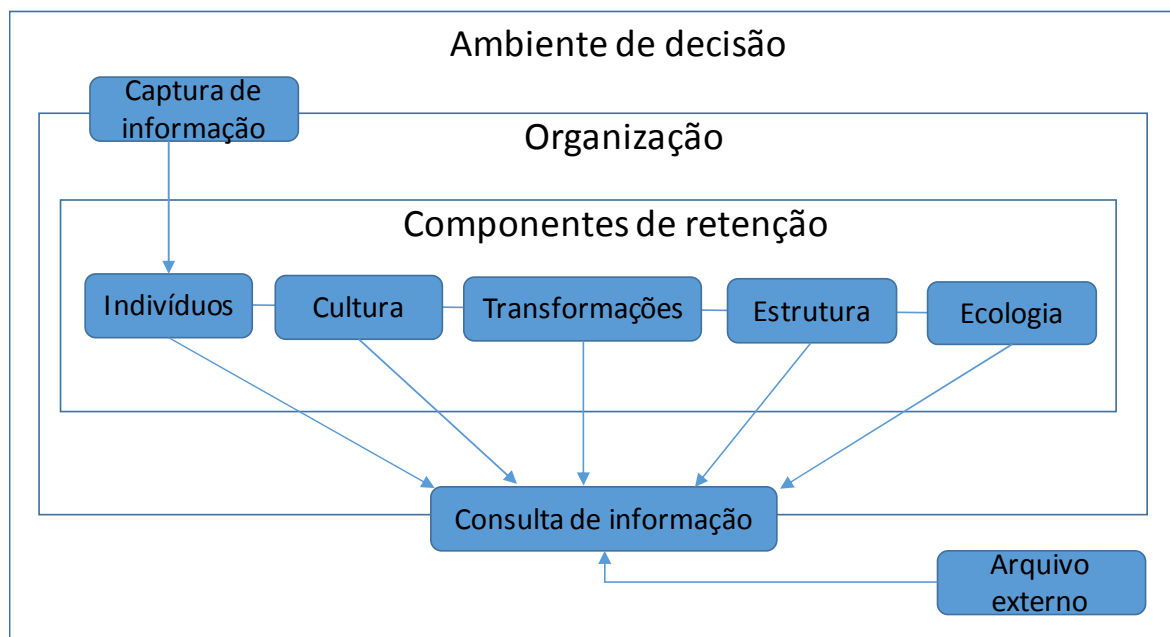 Ambiente de decisão
Captura de
informação
Organização
Componentes de retenção
Indivíduos
Cultura
Transformações
Estrutura
Ecologia
Consulta de informação
Arquivo
externo